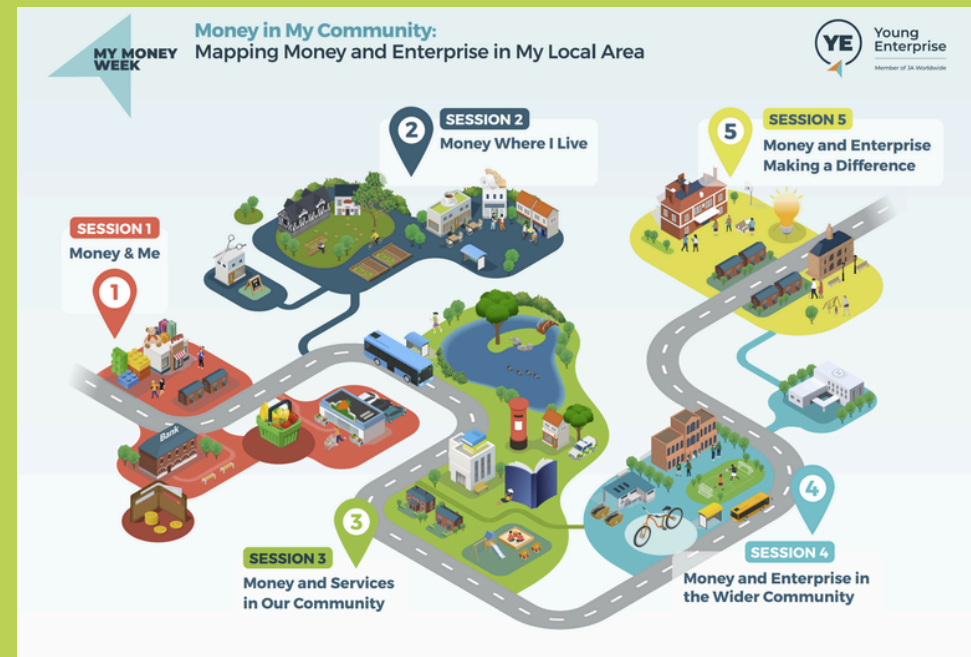 MY MONEY
WEEK
Money in My Community:
Mapping Money and Enterprise in My Local Area
YE
Young
Enterprise
Member of JA Worldwide
SESSION 1
Money & Me
1
2
SESSION 2
Money Where I Live
5
SESSION 5
Money and Enterprise
Making a Difference
Bank
3
SESSION 3
Money and Services
in Our Community
4
SESSION 4
Money and Enterprise in
the Wider Community